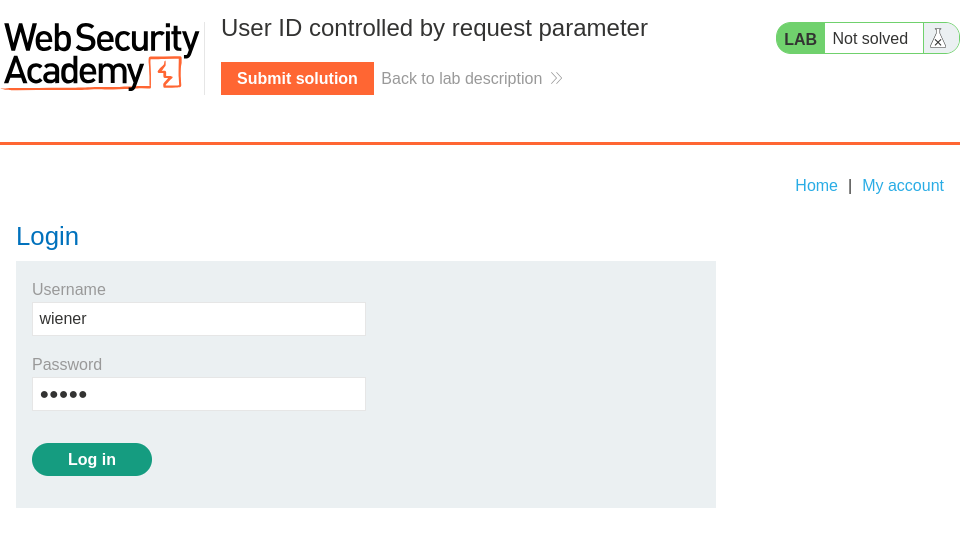 Web Security
Academy
User ID controlled by request parameter
Submit solution
Back to lab description
LAB
Not solved
Home | My account
Login
Username
wiener
Password
●●●●●
Log in